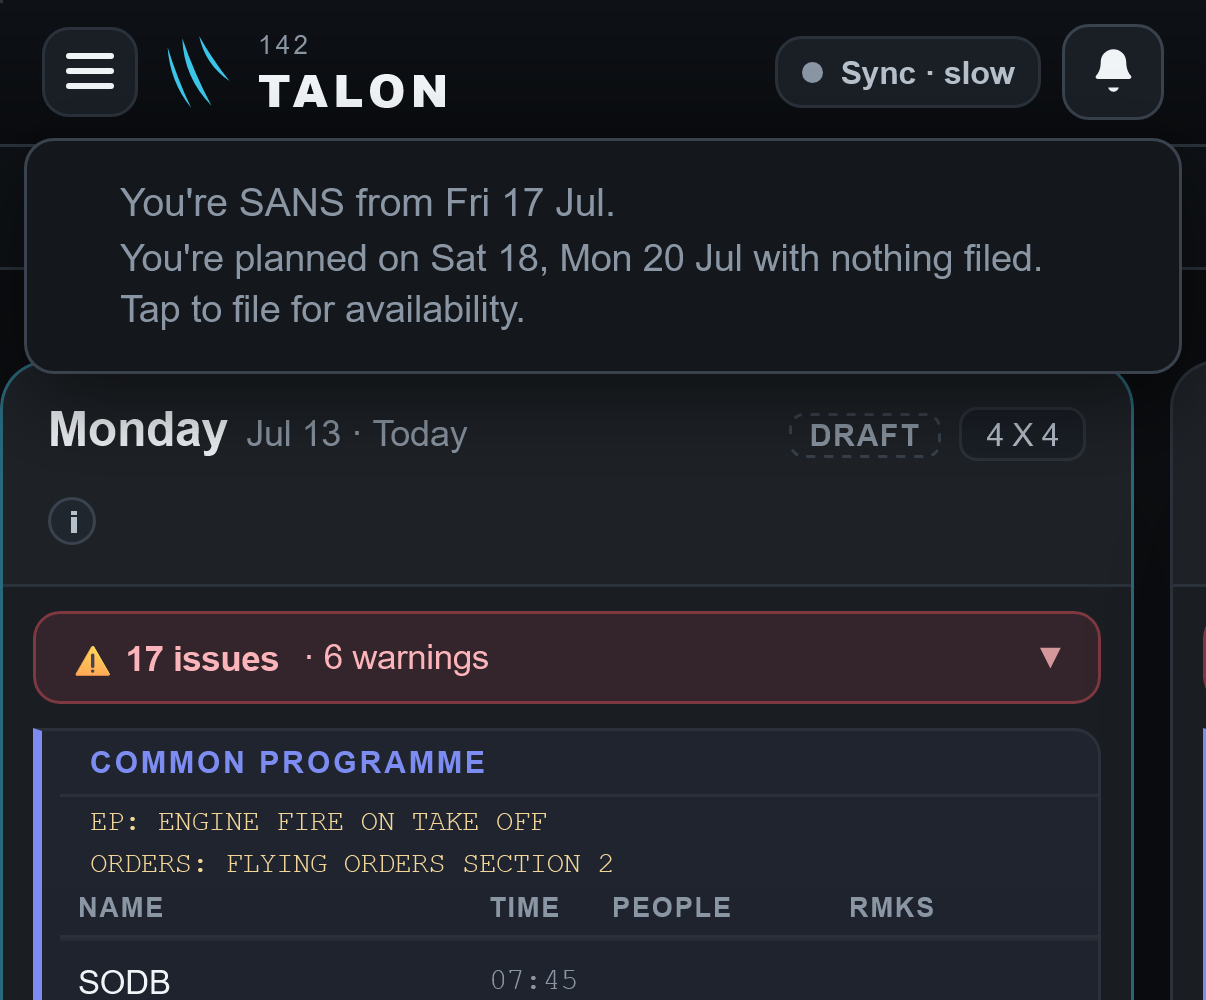 142
TALON
Sync · slow
You're SANS from Fri 17 Jul.
You're planned on Sat 18, Mon 20 Jul with nothing filed.
Tap to file for availability.
Monday Jul 13 · Today
DRAFT
4 X 4
i
17 issues · 6 warnings
COMMON PROGRAMME
EP: ENGINE FIRE ON TAKE OFF
ORDERS: FLYING ORDERS SECTION 2
NAME TIME PEOPLE RMKS
SODB 07:45